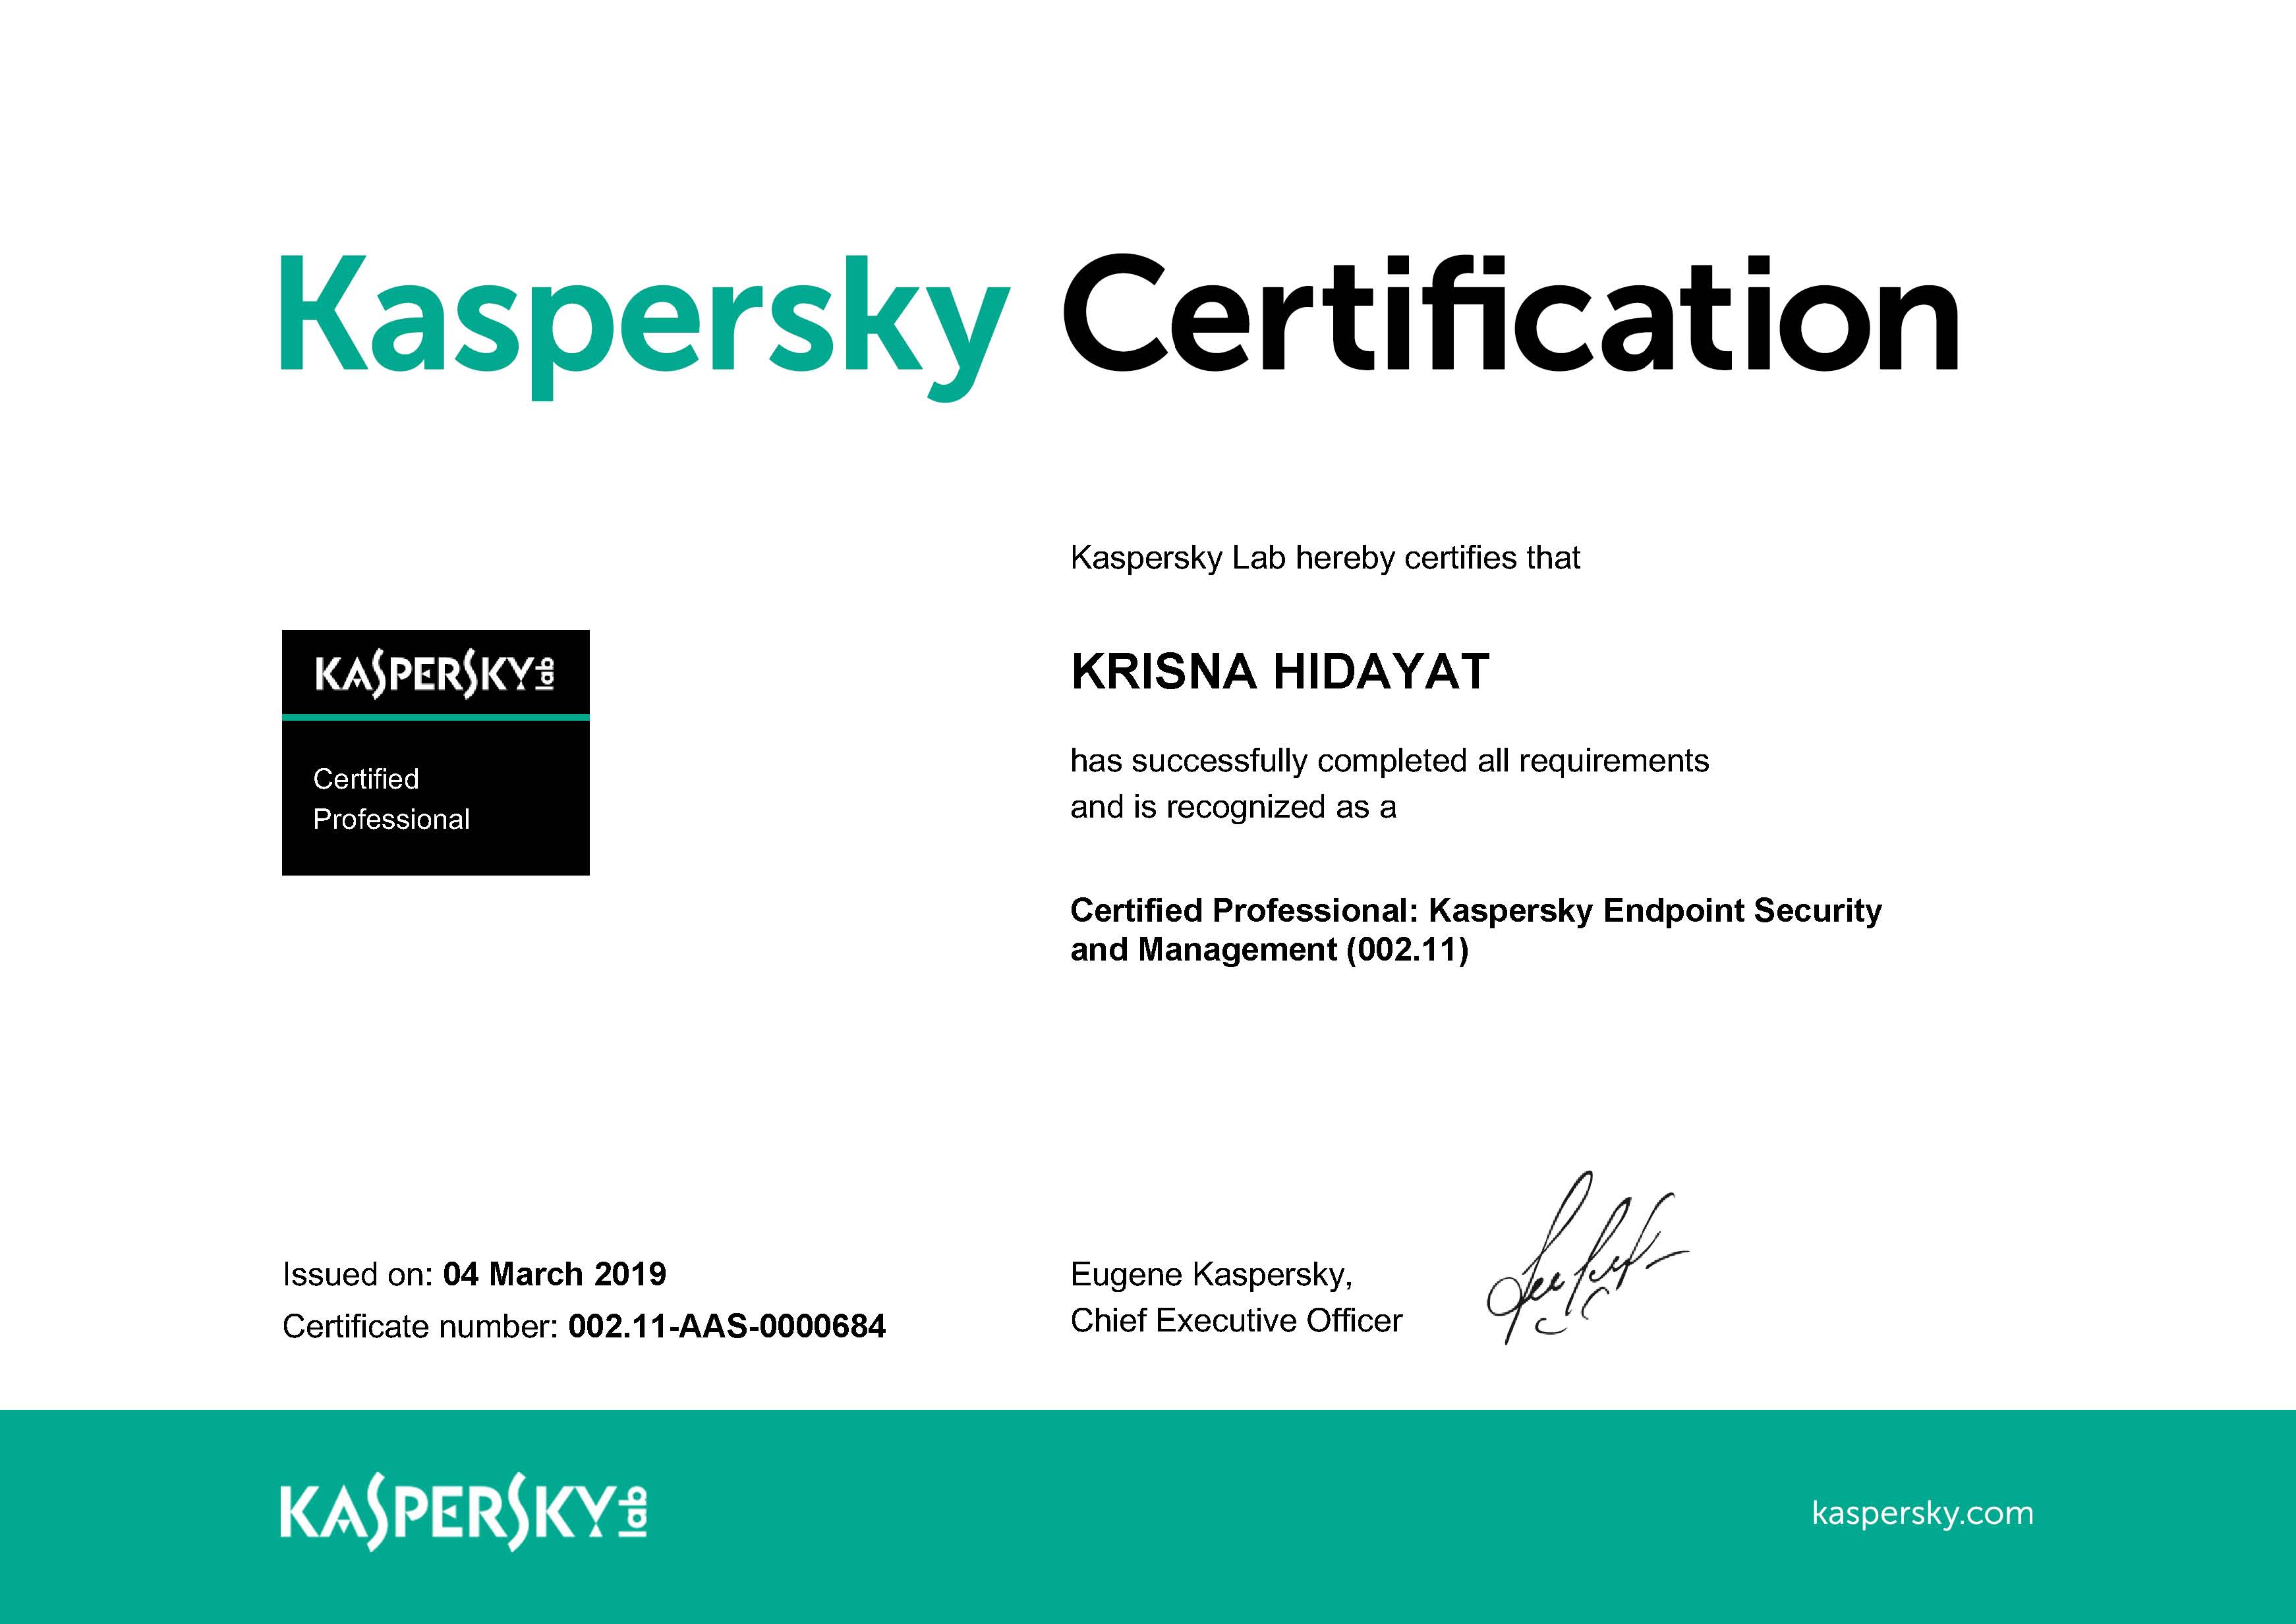 Kaspersky Certification
Kaspersky Lab hereby certifies that
KASPERSKY lab
Certified
Professional
KRISNA HIDAYAT
has successfully completed all requirements
and is recognized as a
Certified Professional: Kaspersky Endpoint Security
and Management (002.11)
Issued on: 04 March 2019
Certificate number: 002.11-AAS-0000684
Eugene Kaspersky,
Chief Executive Officer
KASPERSKY lab
kaspersky.com